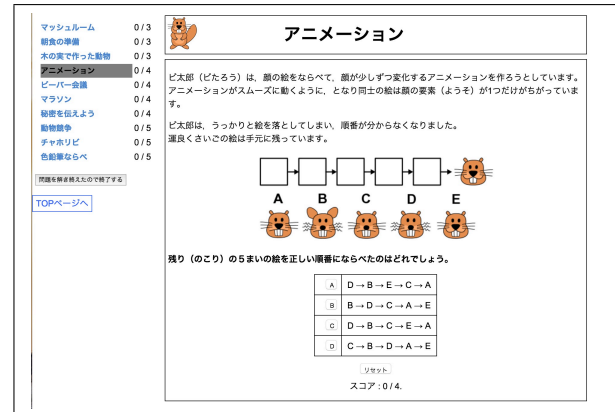 マッシュルーム 0 / 3
朝食の準備 0 / 3
木の実で作った動物 0 / 3
アニメーション 0 / 4
ビーバー会議 0 / 4
マラソン 0 / 4
秘密を伝えよう 0 / 4
動物競争 0 / 5
チャホリビ 0 / 5
色鉛筆ならべ 0 / 5
問題を解き終えたので終了する
TOPページへ
アニメーション
ビ太郎（ビたろう）は，顔の絵をならべて，顔が少しずつ変化するアニメーションを作ろうとしています。
アニメーションがスムーズに動くように，となり同士の絵は顔の要素（ようそ）が1つだけがちがっていま
す。
ビ太郎は，うっかりと絵を落としてしまい，順番が分からなくなりました。
運良くさいごの絵は手元に残っています。
A B C D E
残り（のこり）の５まいの絵を正しい順番にならべたのはどれでしょう。
A D → B → E → C → A
B B → D → C → A → E
C D → B → C → E → A
D C → B → D → A → E
リセット
スコア : 0 / 4.